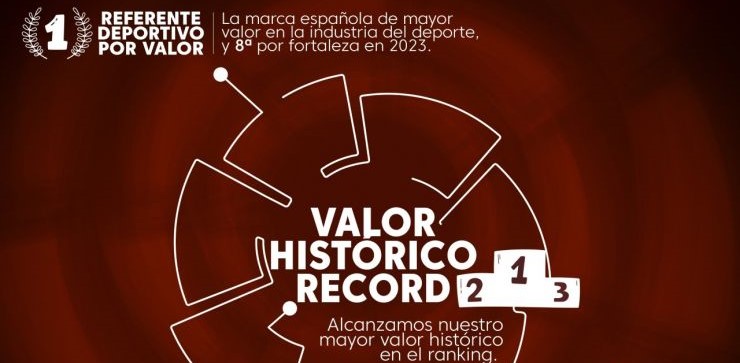 1
REFERENTE
DEPORTIVO
POR VALOR
La marca española de mayor
valor en la industria del deporte,
y 8ª por fortaleza en 2023.
VALOR
HISTÓRICO
RECORD
2 1 3
Alcanzamos nuestro
mayor valor histórico
en el ranking.